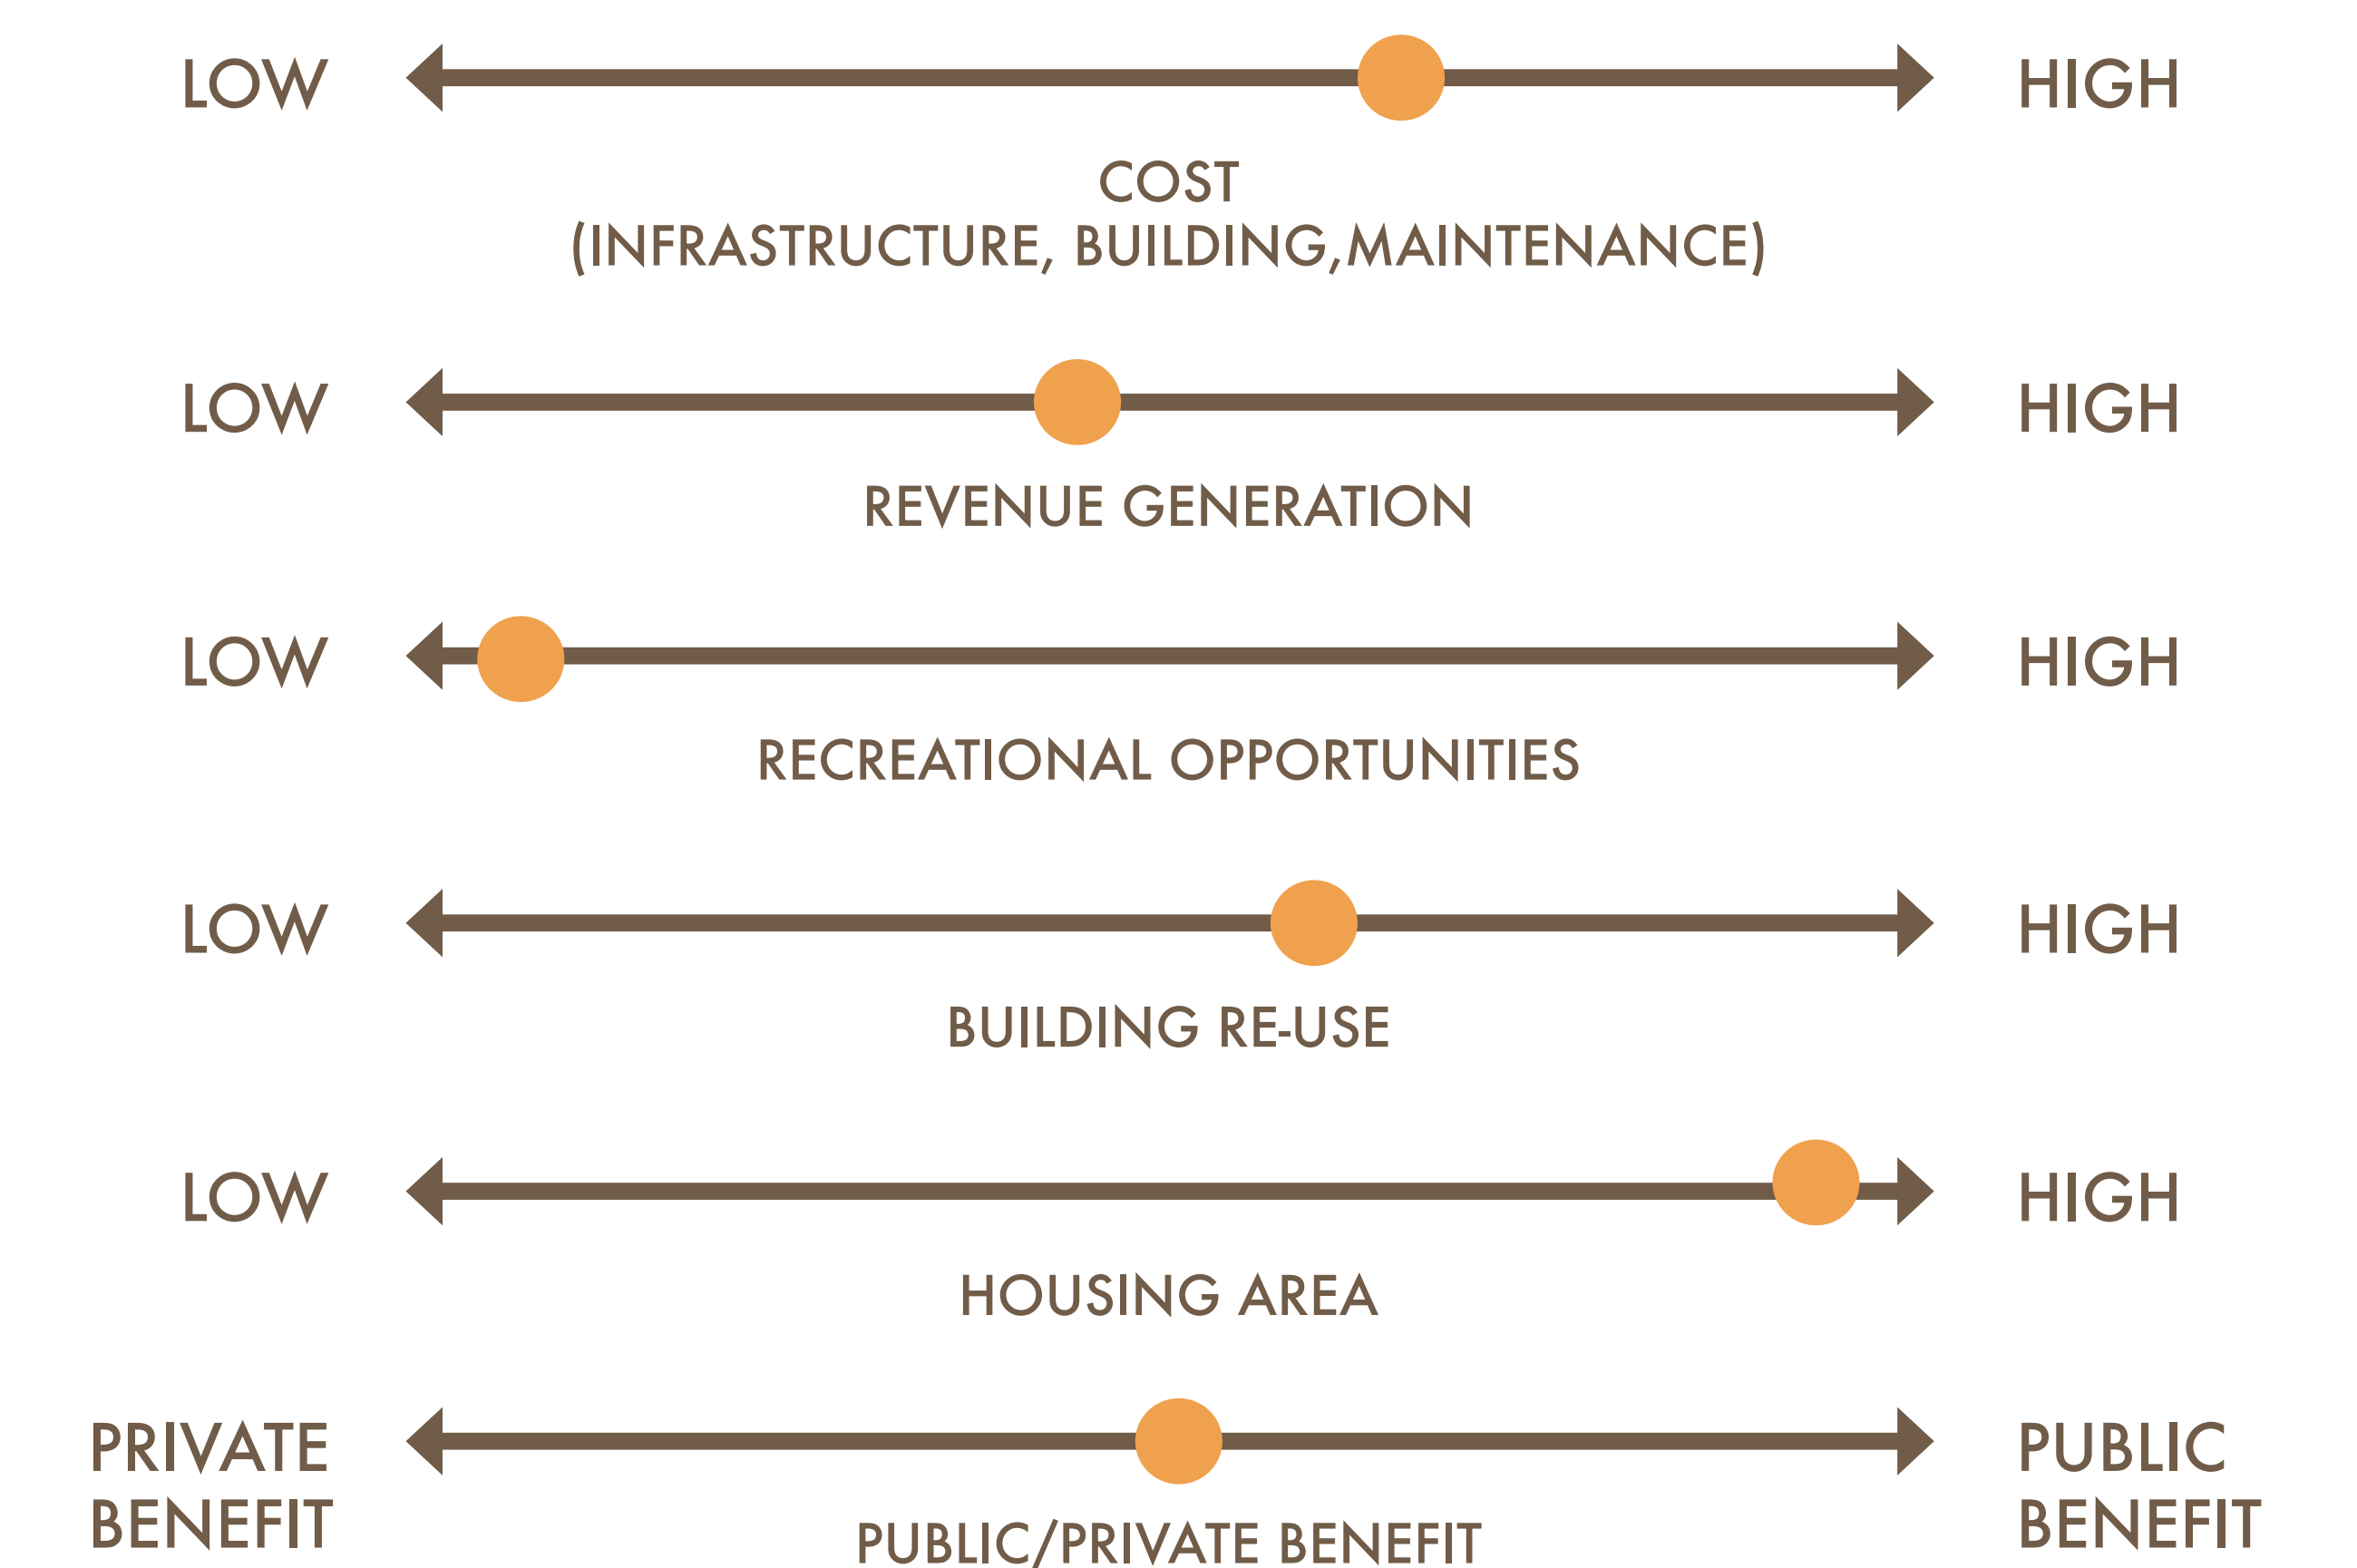 LOW HIGH
COST
(INFRASTRUCTURE, BUILDING,MAINTENANCE)
LOW HIGH
REVENUE GENERATION
LOW HIGH
RECREATIONAL OPPORTUNITIES
LOW HIGH
BUILDING RE-USE
LOW HIGH
HOUSING AREA
PRIVATE BENEFIT
PUBLIC BENEFIT
PUBLIC/PRIVATE BENEFIT